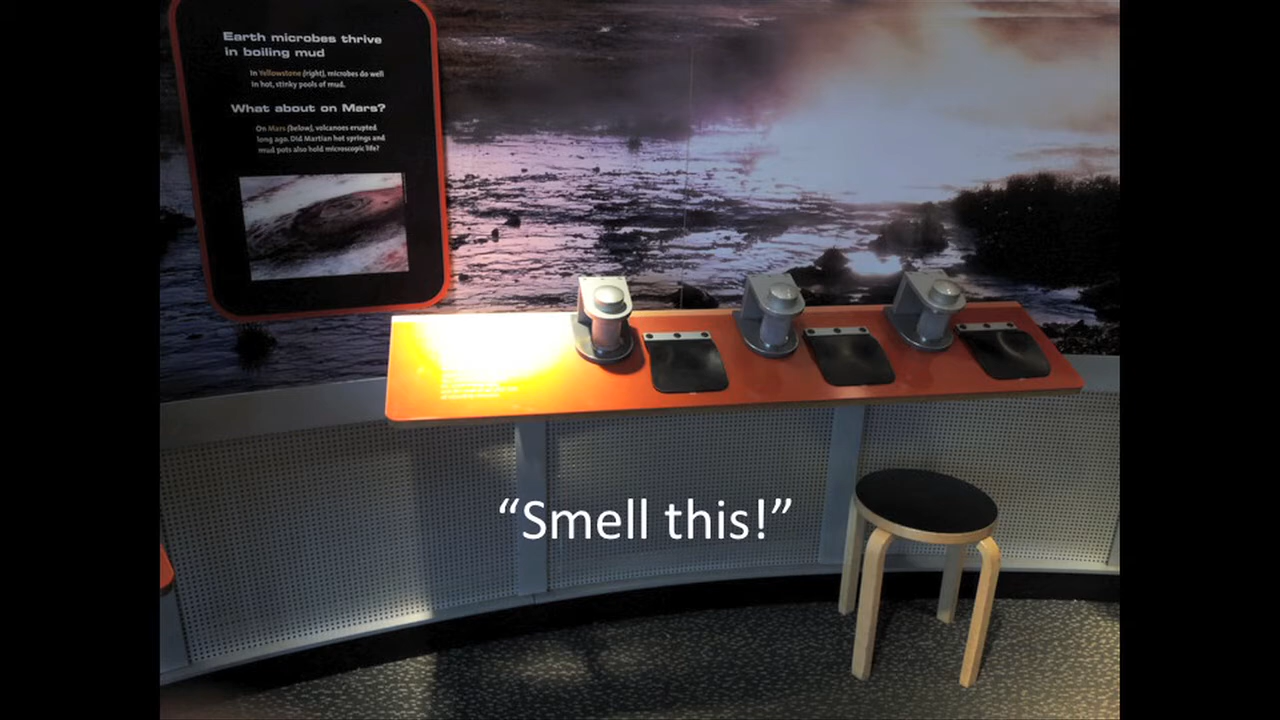 Earth microbes thrive
in boiling mud
In Yellowstone (right), microbes do well
in hot, stinky pools of mud.
What about on Mars?
On Mars (below), volcanoes erupted
long ago. Did Martian hot springs and
mud pots also hold microscopic life?
“Smell this!”